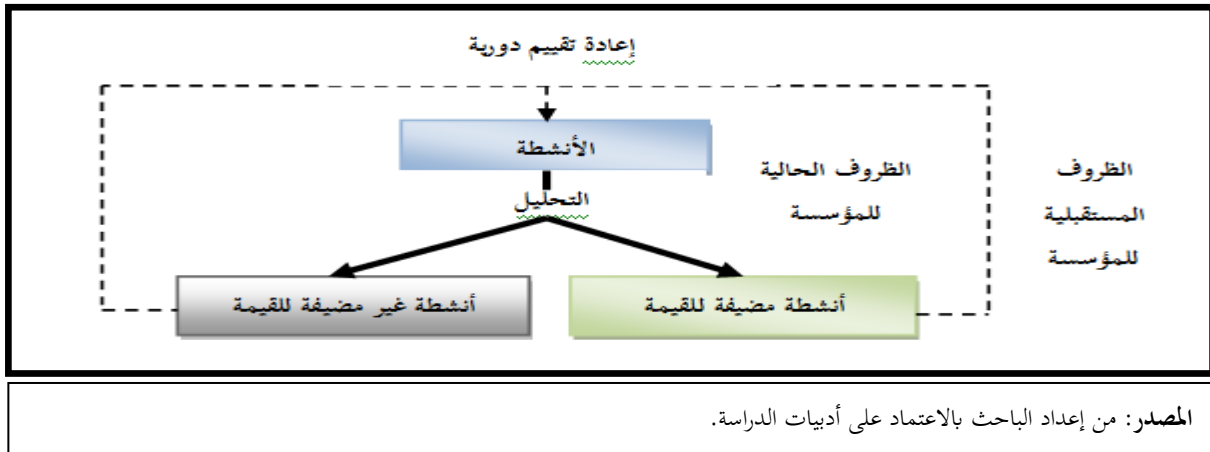 إعادة تقييم دورية
الأنشطة
التحليل
الظروف الحالية
للمؤسسة
الظروف
المستقبلية
للمؤسسة
أنشطة مضيفة للقيمة
أنشطة غير مضيفة للقيمة
المصدر: من إعداد الباحث بالاعتماد على أدبيات الدراسة.